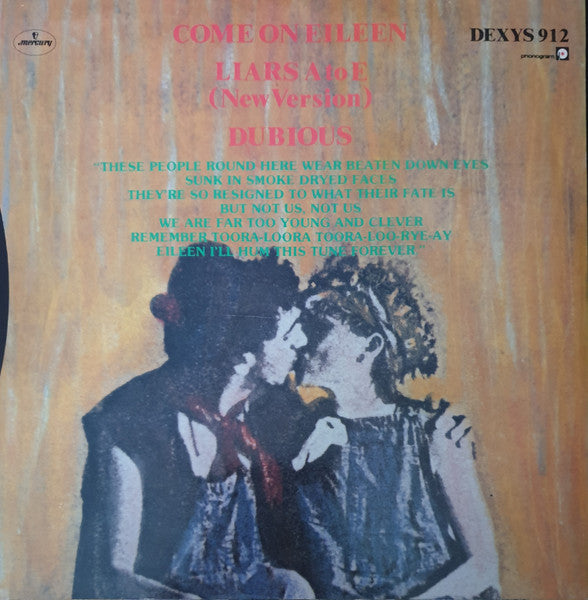 COME ON EILEEN
DEXYS 912
mercury
phonogram
LIARS A to E
(New Version)
DUBIOUS
"THESE PEOPLE ROUND HERE WEAR BEATEN DOWN EYES
SUNK IN SMOKE DRYED FACES
THEY'RE SO RESIGNED TO WHAT THEIR FATE IS
BUT NOT US, NOT US
WE ARE FAR TOO YOUNG AND CLEVER
REMEMBER TOORA-LOORA TOORA-LOO-RYE-AY
EILEEN I'LL HUM THIS TUNE FOREVER"